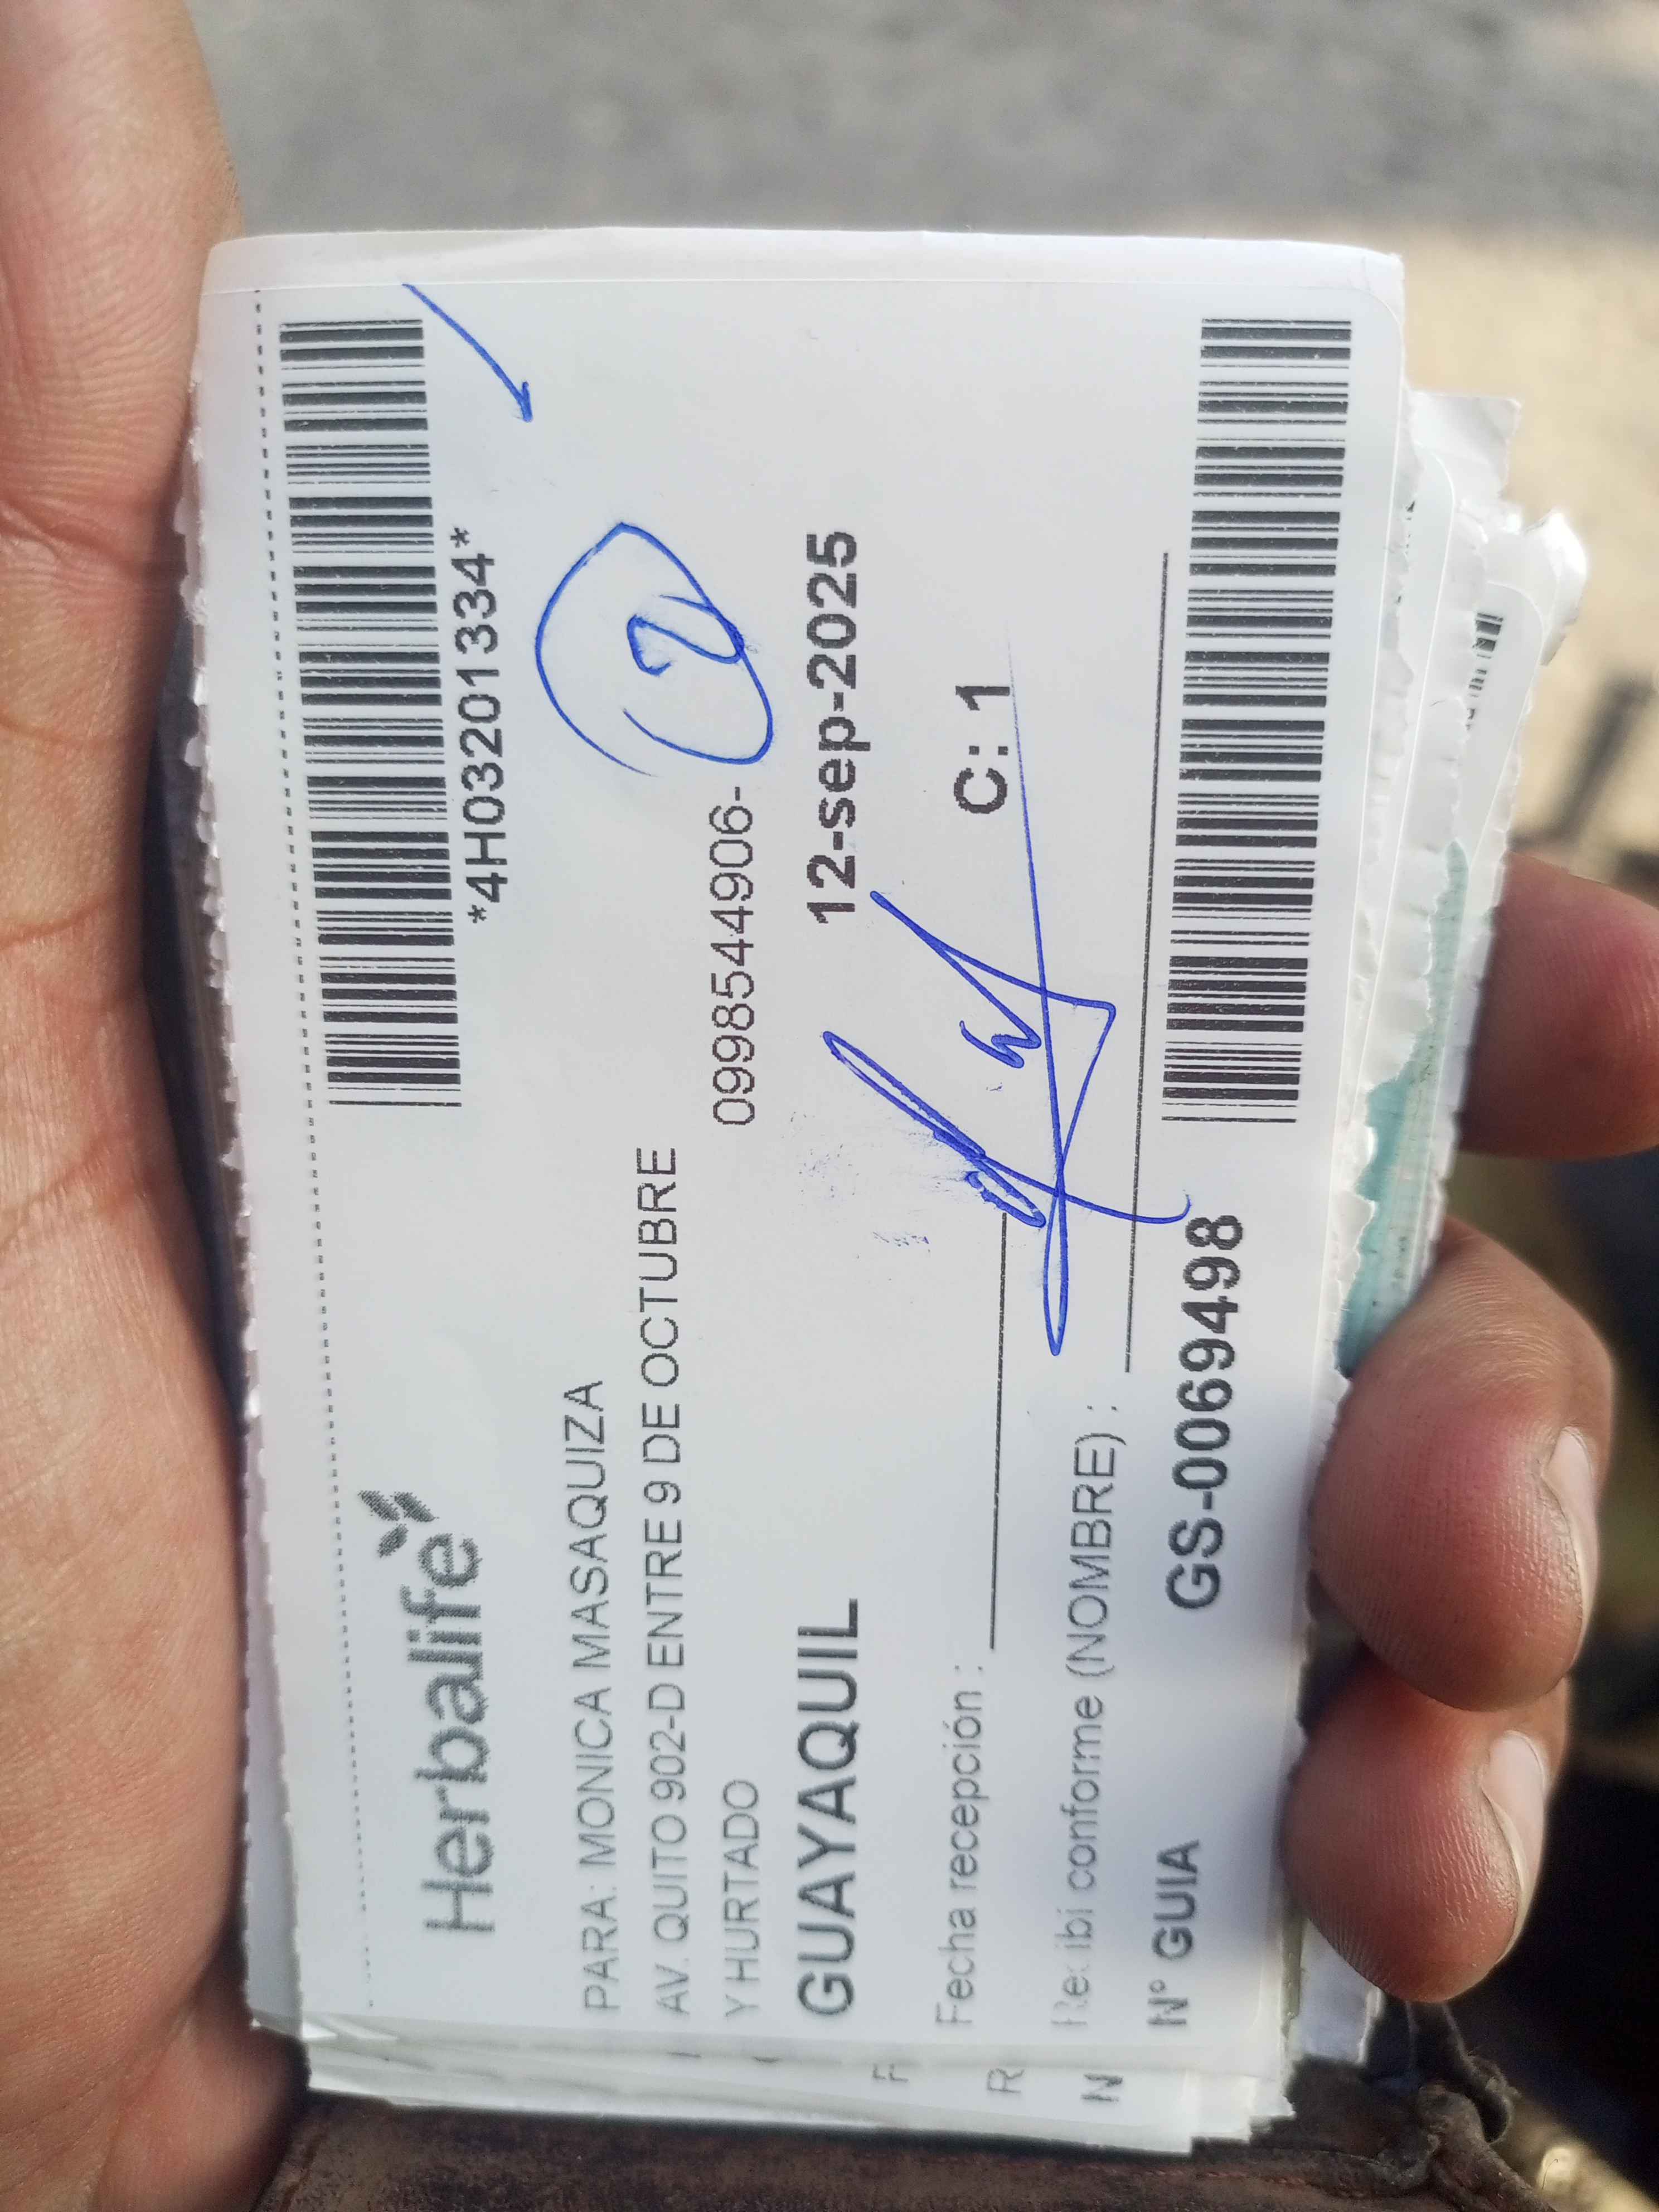 Herbalife
*4H03201334*
PARA: MONICA MASAQUIZA
AV. QUITO 902-D ENTRE 9 DE OCTUBRE
Y HURTADO
0998544906-
2
GUAYAQUIL
12-sep-2025
Fecha recepción :
C: 1
Recibi conforme (NOMBRE) :
N° GUIA
GS-0069498
F
R
N